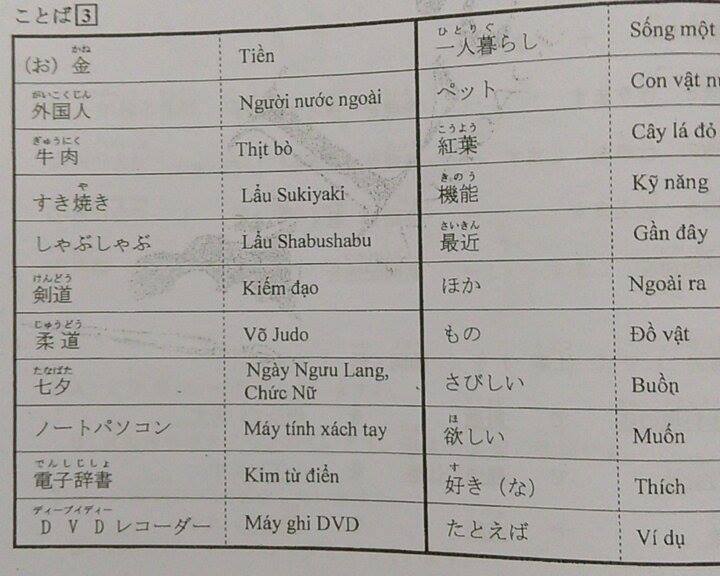 ことば3
かね
(お)金 Tiền
がいこくじん
外国人 Người nước ngoài
ぎゅうにく
牛肉 Thịt bò
や
すき焼き Lẩu Sukiyaki
しゃぶしゃぶ Lẩu Shabushabu
けんどう
剣道 Kiếm đạo
じゅうどう
柔道 Võ Judo
たなばた
七夕 Ngày Ngưu Lang,
Chức Nữ
ノートパソコン Máy tính xách tay
でんしじしょ
電子辞書 Kim từ điển
ディーブイディー
DVDレコーダー Máy ghi DVD
ひとりぐ
一人暮らし Sống một
ペット Con vật
こうよう
紅葉 Cây lá đỏ
きのう
機能 Kỹ năng
さいきん
最近 Gần đây
ほか Ngoài ra
もの Đồ vật
さびしい Buồn
ほ
欲しい Muốn
す
好き(な) Thích
たとえば Ví dụ